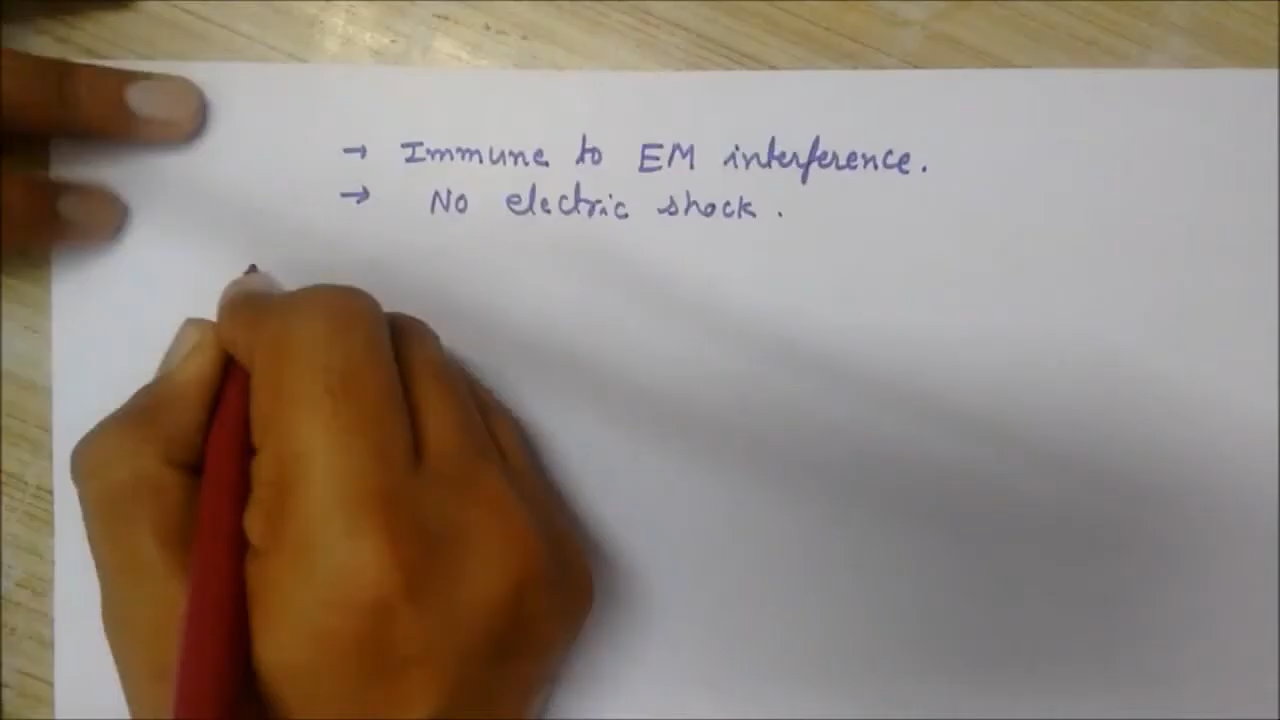 → Immune to EM interference.
→ No electric shock.